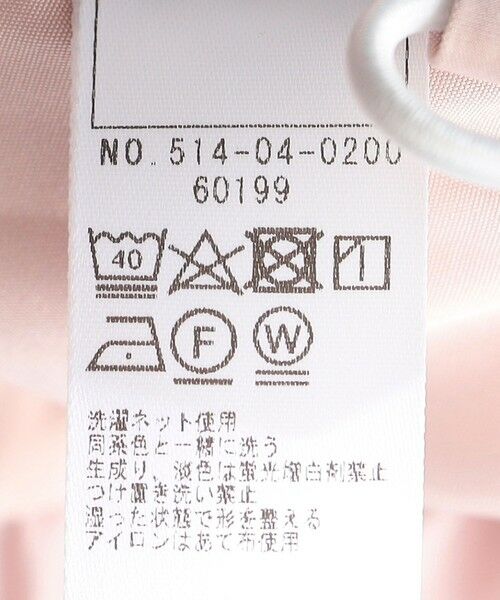 NO. 514-04-0200
60199
40
F W
洗濯ネット使用
同系色と一緒に洗う
生成り、淡色は蛍光増白剤禁止
つけ置き洗い禁止
湿った状態で形を整える
アイロンはあて布使用